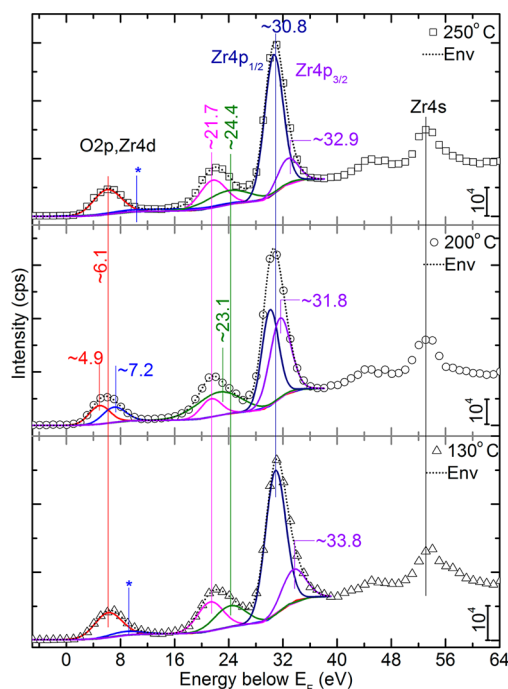 ~30.8
250° C
Env
Zr4p1/2
Zr4p3/2
~21.7
~24.4
~32.9
Zr4s
O2p,Zr4d
*
10⁴
200° C
Env
~6.1
~23.1
~31.8
~4.9
~7.2
10⁴
Intensity (cps)
130° C
Env
~33.8
*
10⁴
0 8 16 24 32 40 48 56 64
Energy below EF (eV)